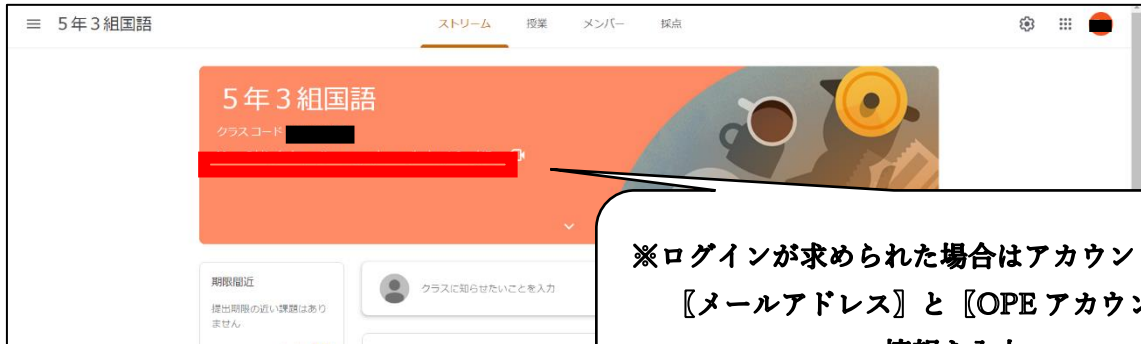 5年3組国語
ストリーム 授業 メンバー 採点
5年3組国語
クラス コード
期限間近
提出期限の近い課題はあり
ません
クラスに知らせたいことを入力
※ログインが求められた場合はアカウン
〖メールアドレス〗と〖OPE アカウン